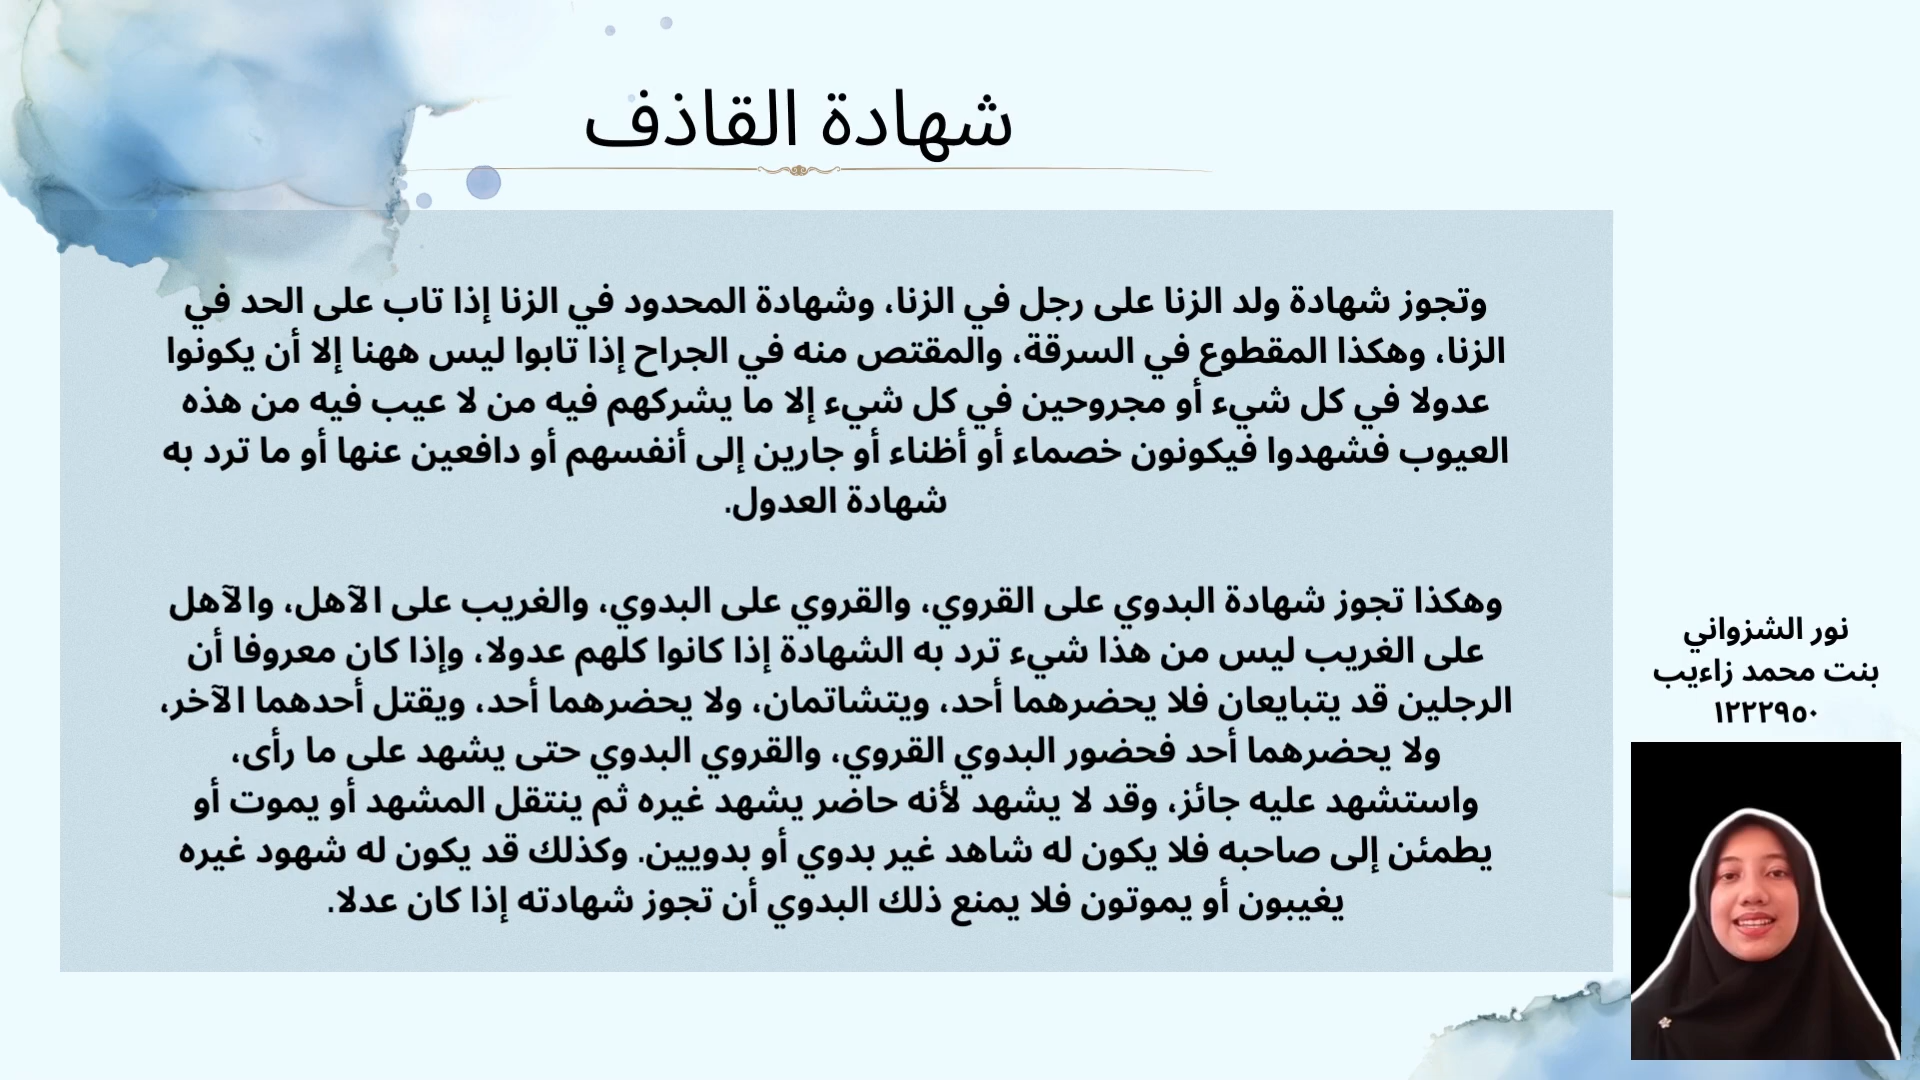 شهادة القاذف
وتجوز شهادة ولد الزنا على رجل في الزنا، وشهادة المحدود في الزنا إذا تاب على الحد في
الزنا، وهكذا المقطوع في السرقة، والمقتص منه في الجراح إذا تابوا ليس ههنا إلا أن يكونوا
عدولا في كل شيء أو مجروحين في كل شيء إلا ما يشركهم فيه من لا عيب فيه من هذه
العيوب فشهدوا فيكونون خصماء أو أظناء أو جارين إلى أنفسهم أو دافعين عنها أو ما ترد به
شهادة العدول.
وهكذا تجوز شهادة البدوي على القروي، والقروي على البدوي، والغريب على الآهل، والآهل
على الغريب ليس من هذا شيء ترد به الشهادة إذا كانوا كلهم عدولا، وإذا كان معروفا أن
الرجلين قد يتبايعان فلا يحضرهما أحد، ويتشاتمان، ولا يحضرهما أحد، ويقتل أحدهما الآخر،
ولا يحضرهما أحد فحضور البدوي القروي، والقروي البدوي حتى يشهد على ما رأى،
واستشهد عليه جائز، وقد لا يشهد لأنه حاضر يشهد غيره ثم ينتقل المشهد أو يموت أو
يطمئن إلى صاحبه فلا يكون له شاهد غير بدوي أو بدويين. وكذلك قد يكون له شهود غيره
يغيبون أو يموتون فلا يمنع ذلك البدوي أن تجوز شهادته إذا كان عدلا.
نور الشزواني
بنت محمد زاءيب
١٢٢٢٩٥٠